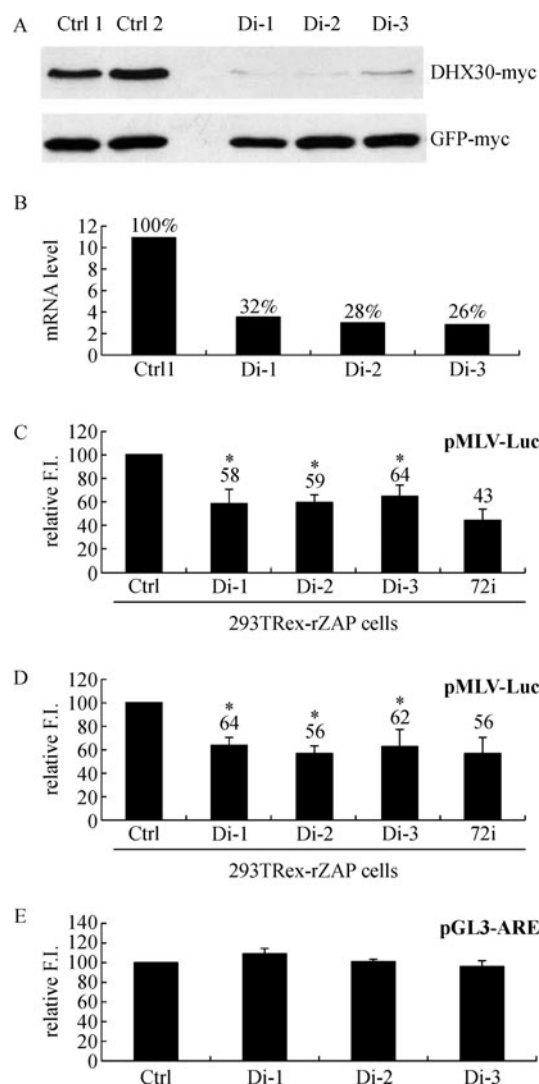 A
Ctrl 1 Ctrl 2 Di-1 Di-2 Di-3
DHX30-myc
GFP-myc
B
mRNA level
12
10
8
6
4
2
0
100%
32%
28%
26%
Ctrl1 Di-1 Di-2 Di-3
C
pMLV-Luc
relative F.I.
120
100
80
60
40
20
0
* * *
58 59 64 43
Ctrl Di-1 Di-2 Di-3 72i
293TRex-rZAP cells
D
pMLV-Luc
relative F.I.
100
80
60
40
20
0
* * *
64 56 62 56
Ctrl Di-1 Di-2 Di-3 72i
293TRex-rZAP cells
E
pGL3-ARE
relative F.I.
140
120
100
80
60
40
20
0
Ctrl Di-1 Di-2 Di-3